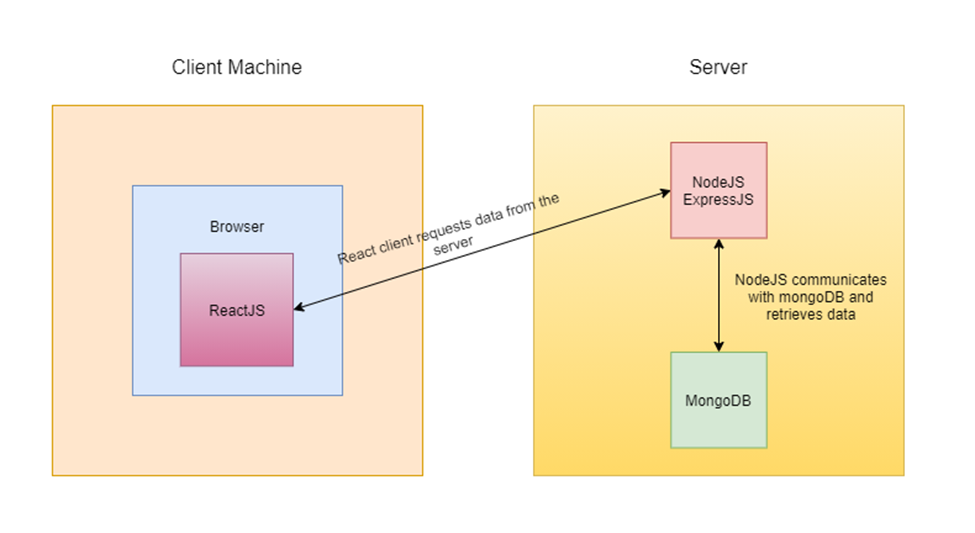 Client Machine
Server
Browser
ReactJS
React client requests data from the
server
NodeJS
ExpressJS
NodeJS communicates
with mongoDB and
retrieves data
MongoDB